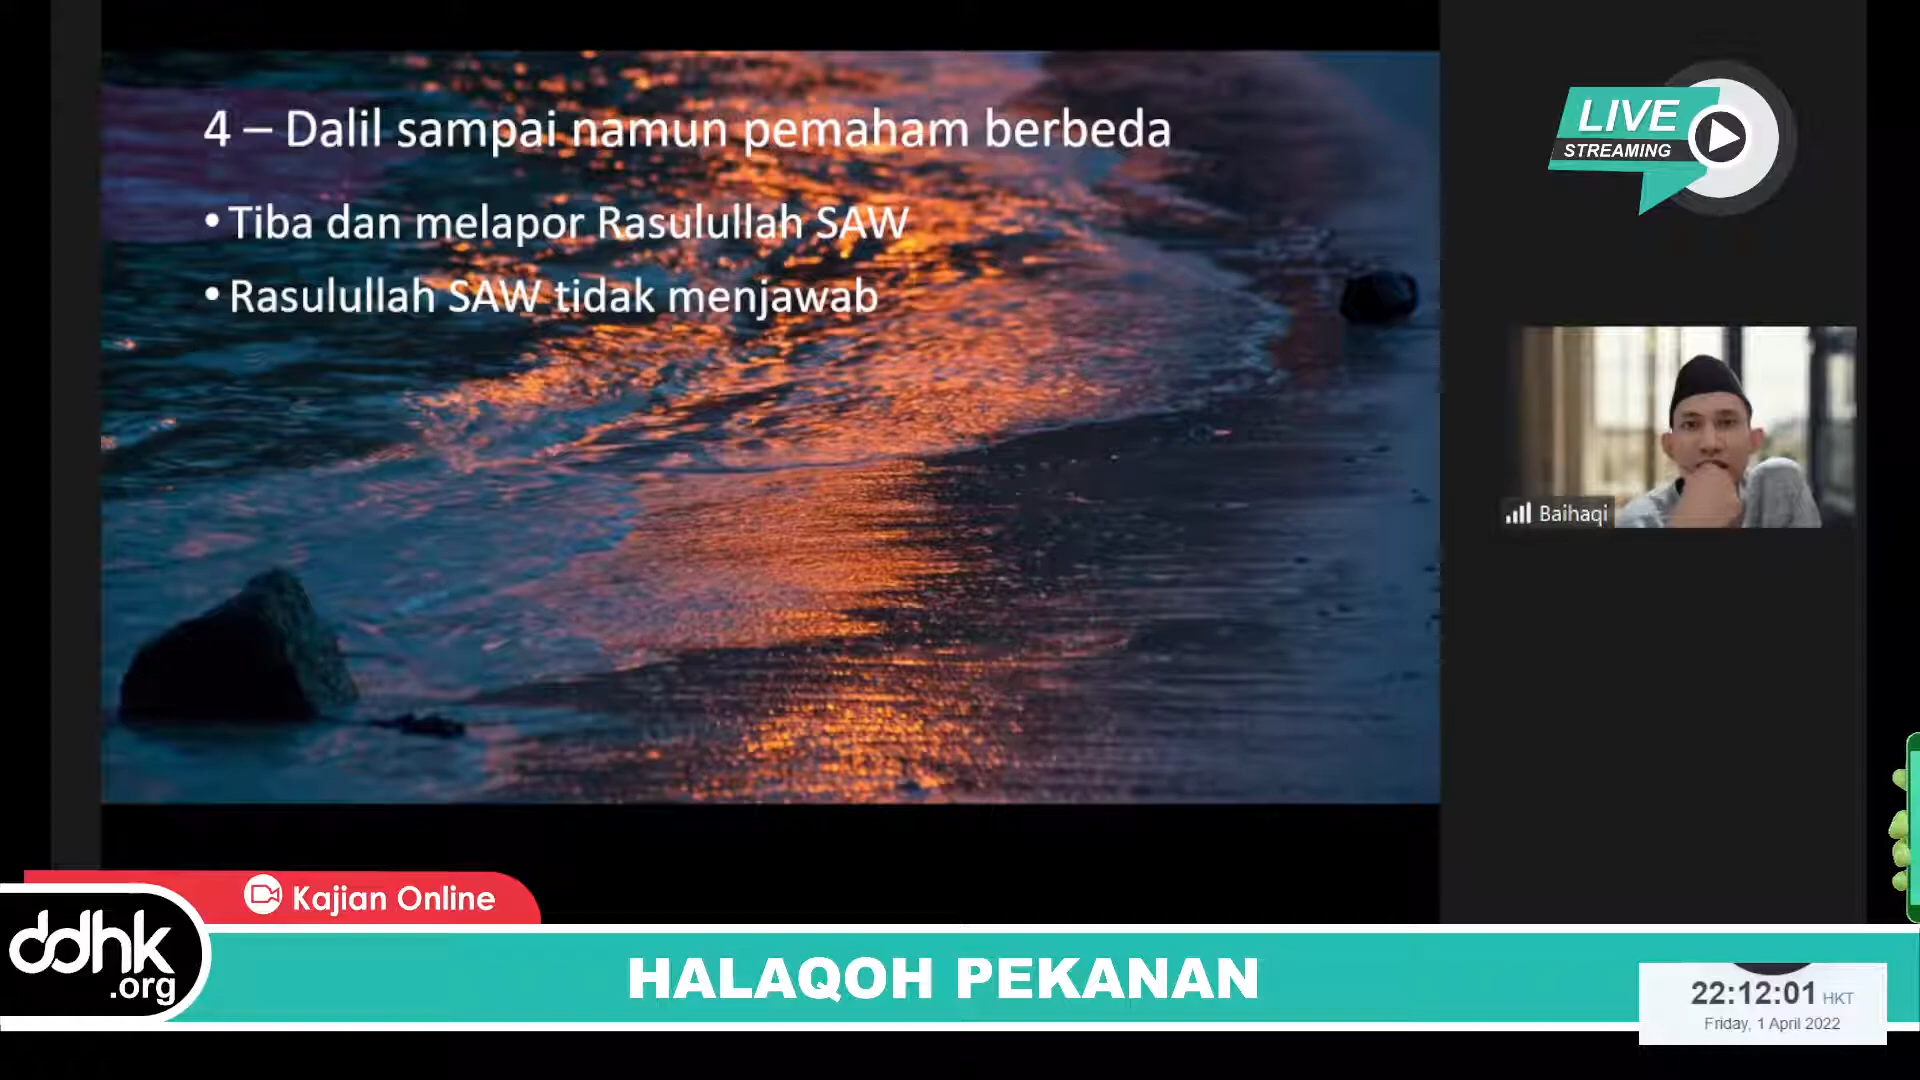 4 – Dalil sampai namun pemaham berbeda
• Tiba dan melapor Rasulullah SAW
• Rasulullah SAW tidak menjawab
LIVE
STREAMING
Baihaqi
Kajian Online
ddhk
.org
HALAQOH PEKANAN
22:12:01 HKT
Friday, 1 April 2022